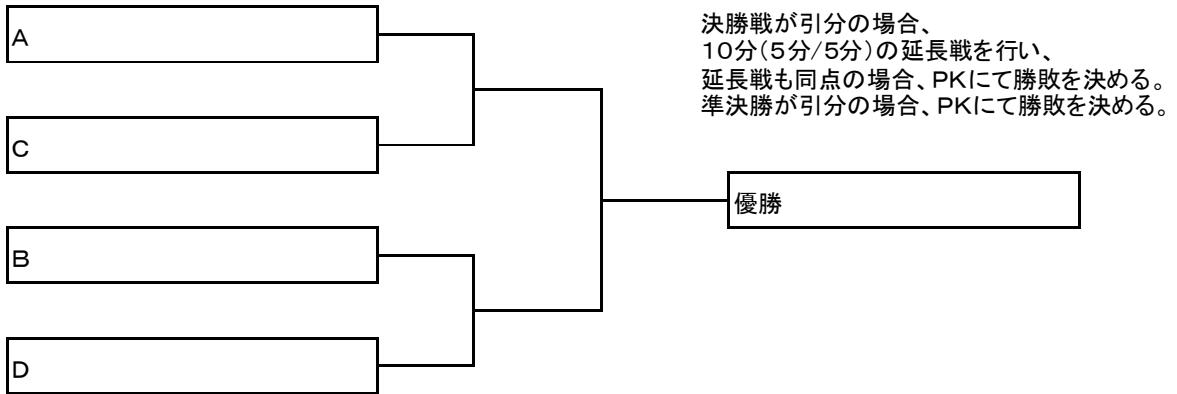 A
C
B
D
決勝戦が引分の場合、
10分(5分/5分)の延長戦を行い、
延長戦も同点の場合、PKにて勝敗を決める。
準決勝が引分の場合、PKにて勝敗を決める。
優勝